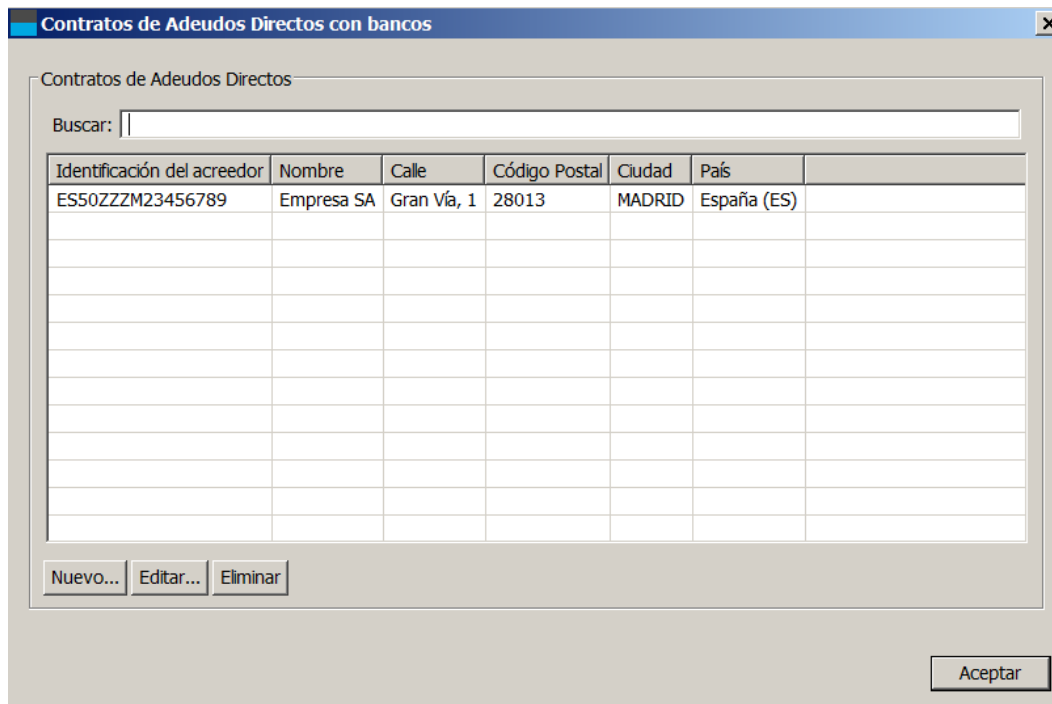 Contratos de Adeudos Directos con bancos
Contratos de Adeudos Directos
Buscar:
Identificación del acreedor Nombre Calle Código Postal Ciudad País
ES50ZZZM23456789 Empresa SA Gran Vía, 1 28013 MADRID España (ES)
Nuevo... Editar... Eliminar
Aceptar